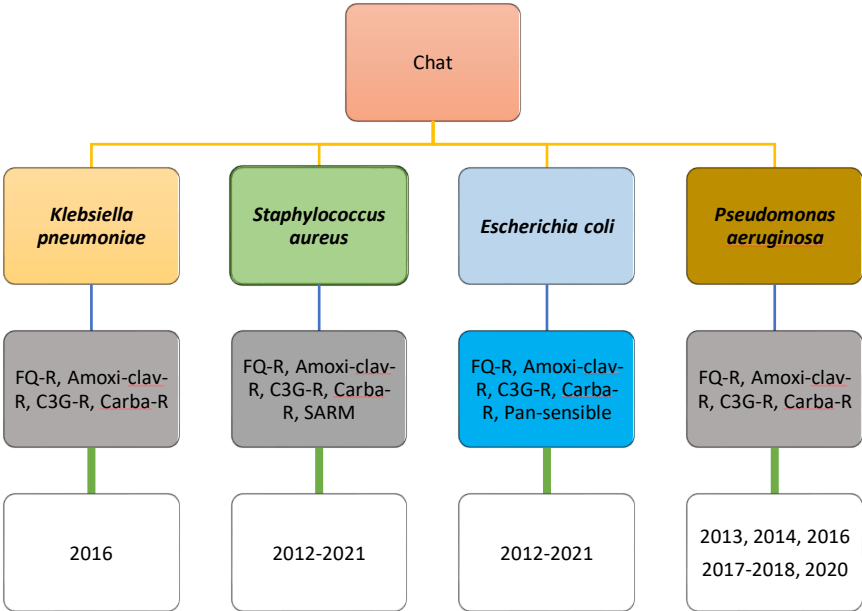 Chat
Klebsiella
pneumoniae
Staphylococcus
aureus
Escherichia coli
Pseudomonas
aeruginosa
FQ-R, Amoxi-clav-
R, C3G-R, Carba-R
FQ-R, Amoxi-clav-
R, C3G-R, Carba-
R, SARM
FQ-R, Amoxi-clav-
R, C3G-R, Carba-
R, Pan-sensible
FQ-R, Amoxi-clav-
R, C3G-R, Carba-R
2016
2012-2021
2012-2021
2013, 2014, 2016
2017-2018, 2020